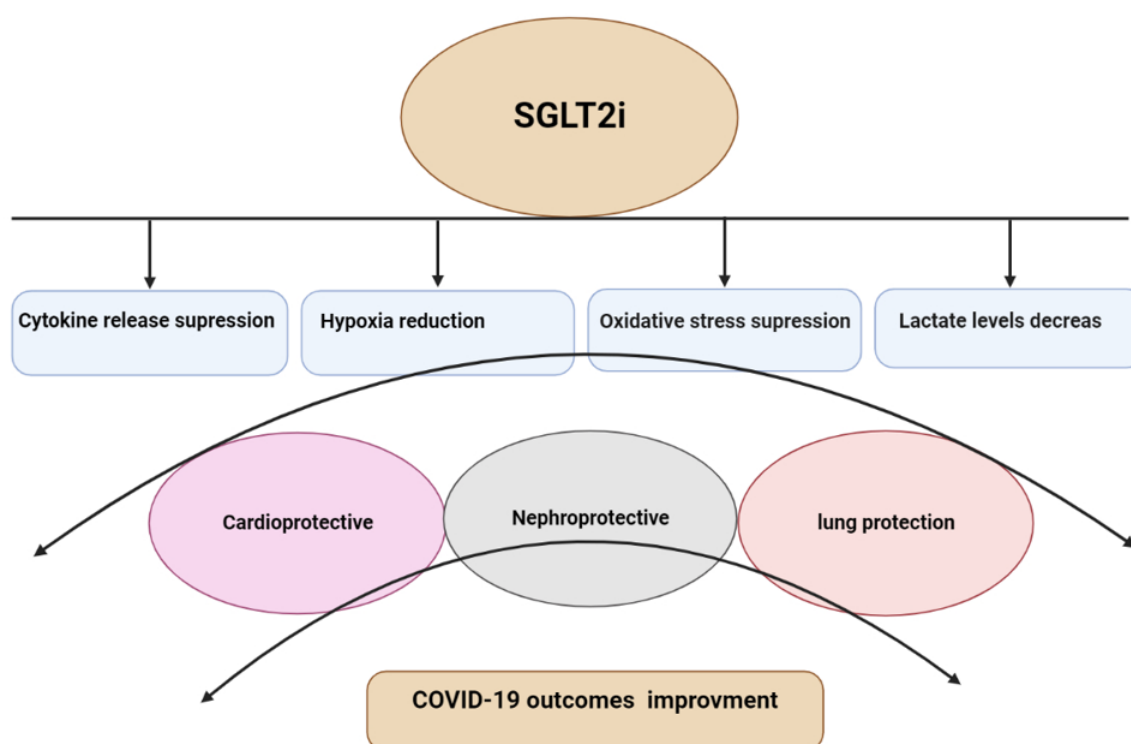 SGLT2i
Cytokine release supression
Hypoxia reduction
Oxidative stress supression
Lactate levels decreas
Cardioprotective
Nephroprotective
lung protection
COVID-19 outcomes improvment